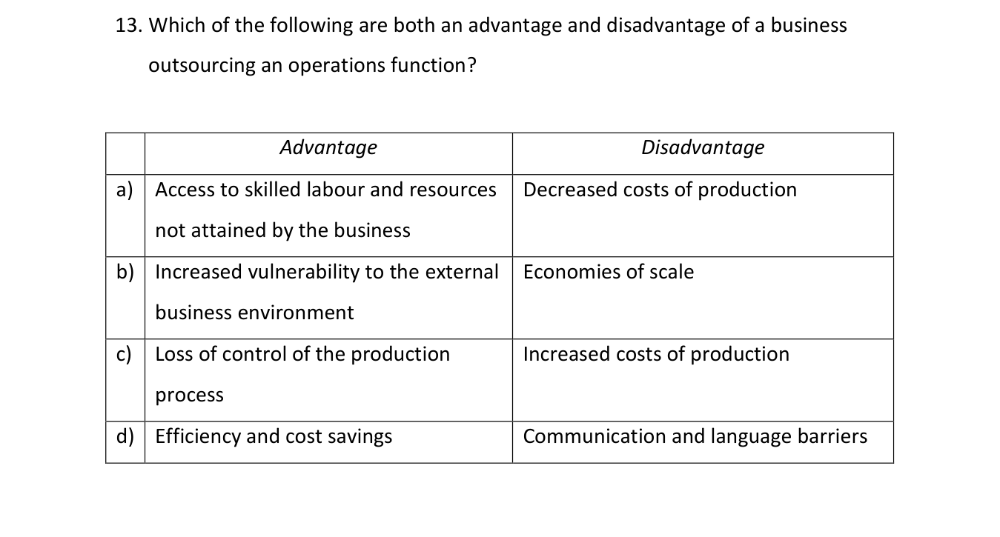 13. Which of the following are both an advantage and disadvantage of a business
outsourcing an operations function?
Advantage
Disadvantage
a)
Access to skilled labour and resources
not attained by the business
Decreased costs of production
b)
Increased vulnerability to the external
business environment
Economies of scale
c)
Loss of control of the production
process
Increased costs of production
d)
Efficiency and cost savings
Communication and language barriers